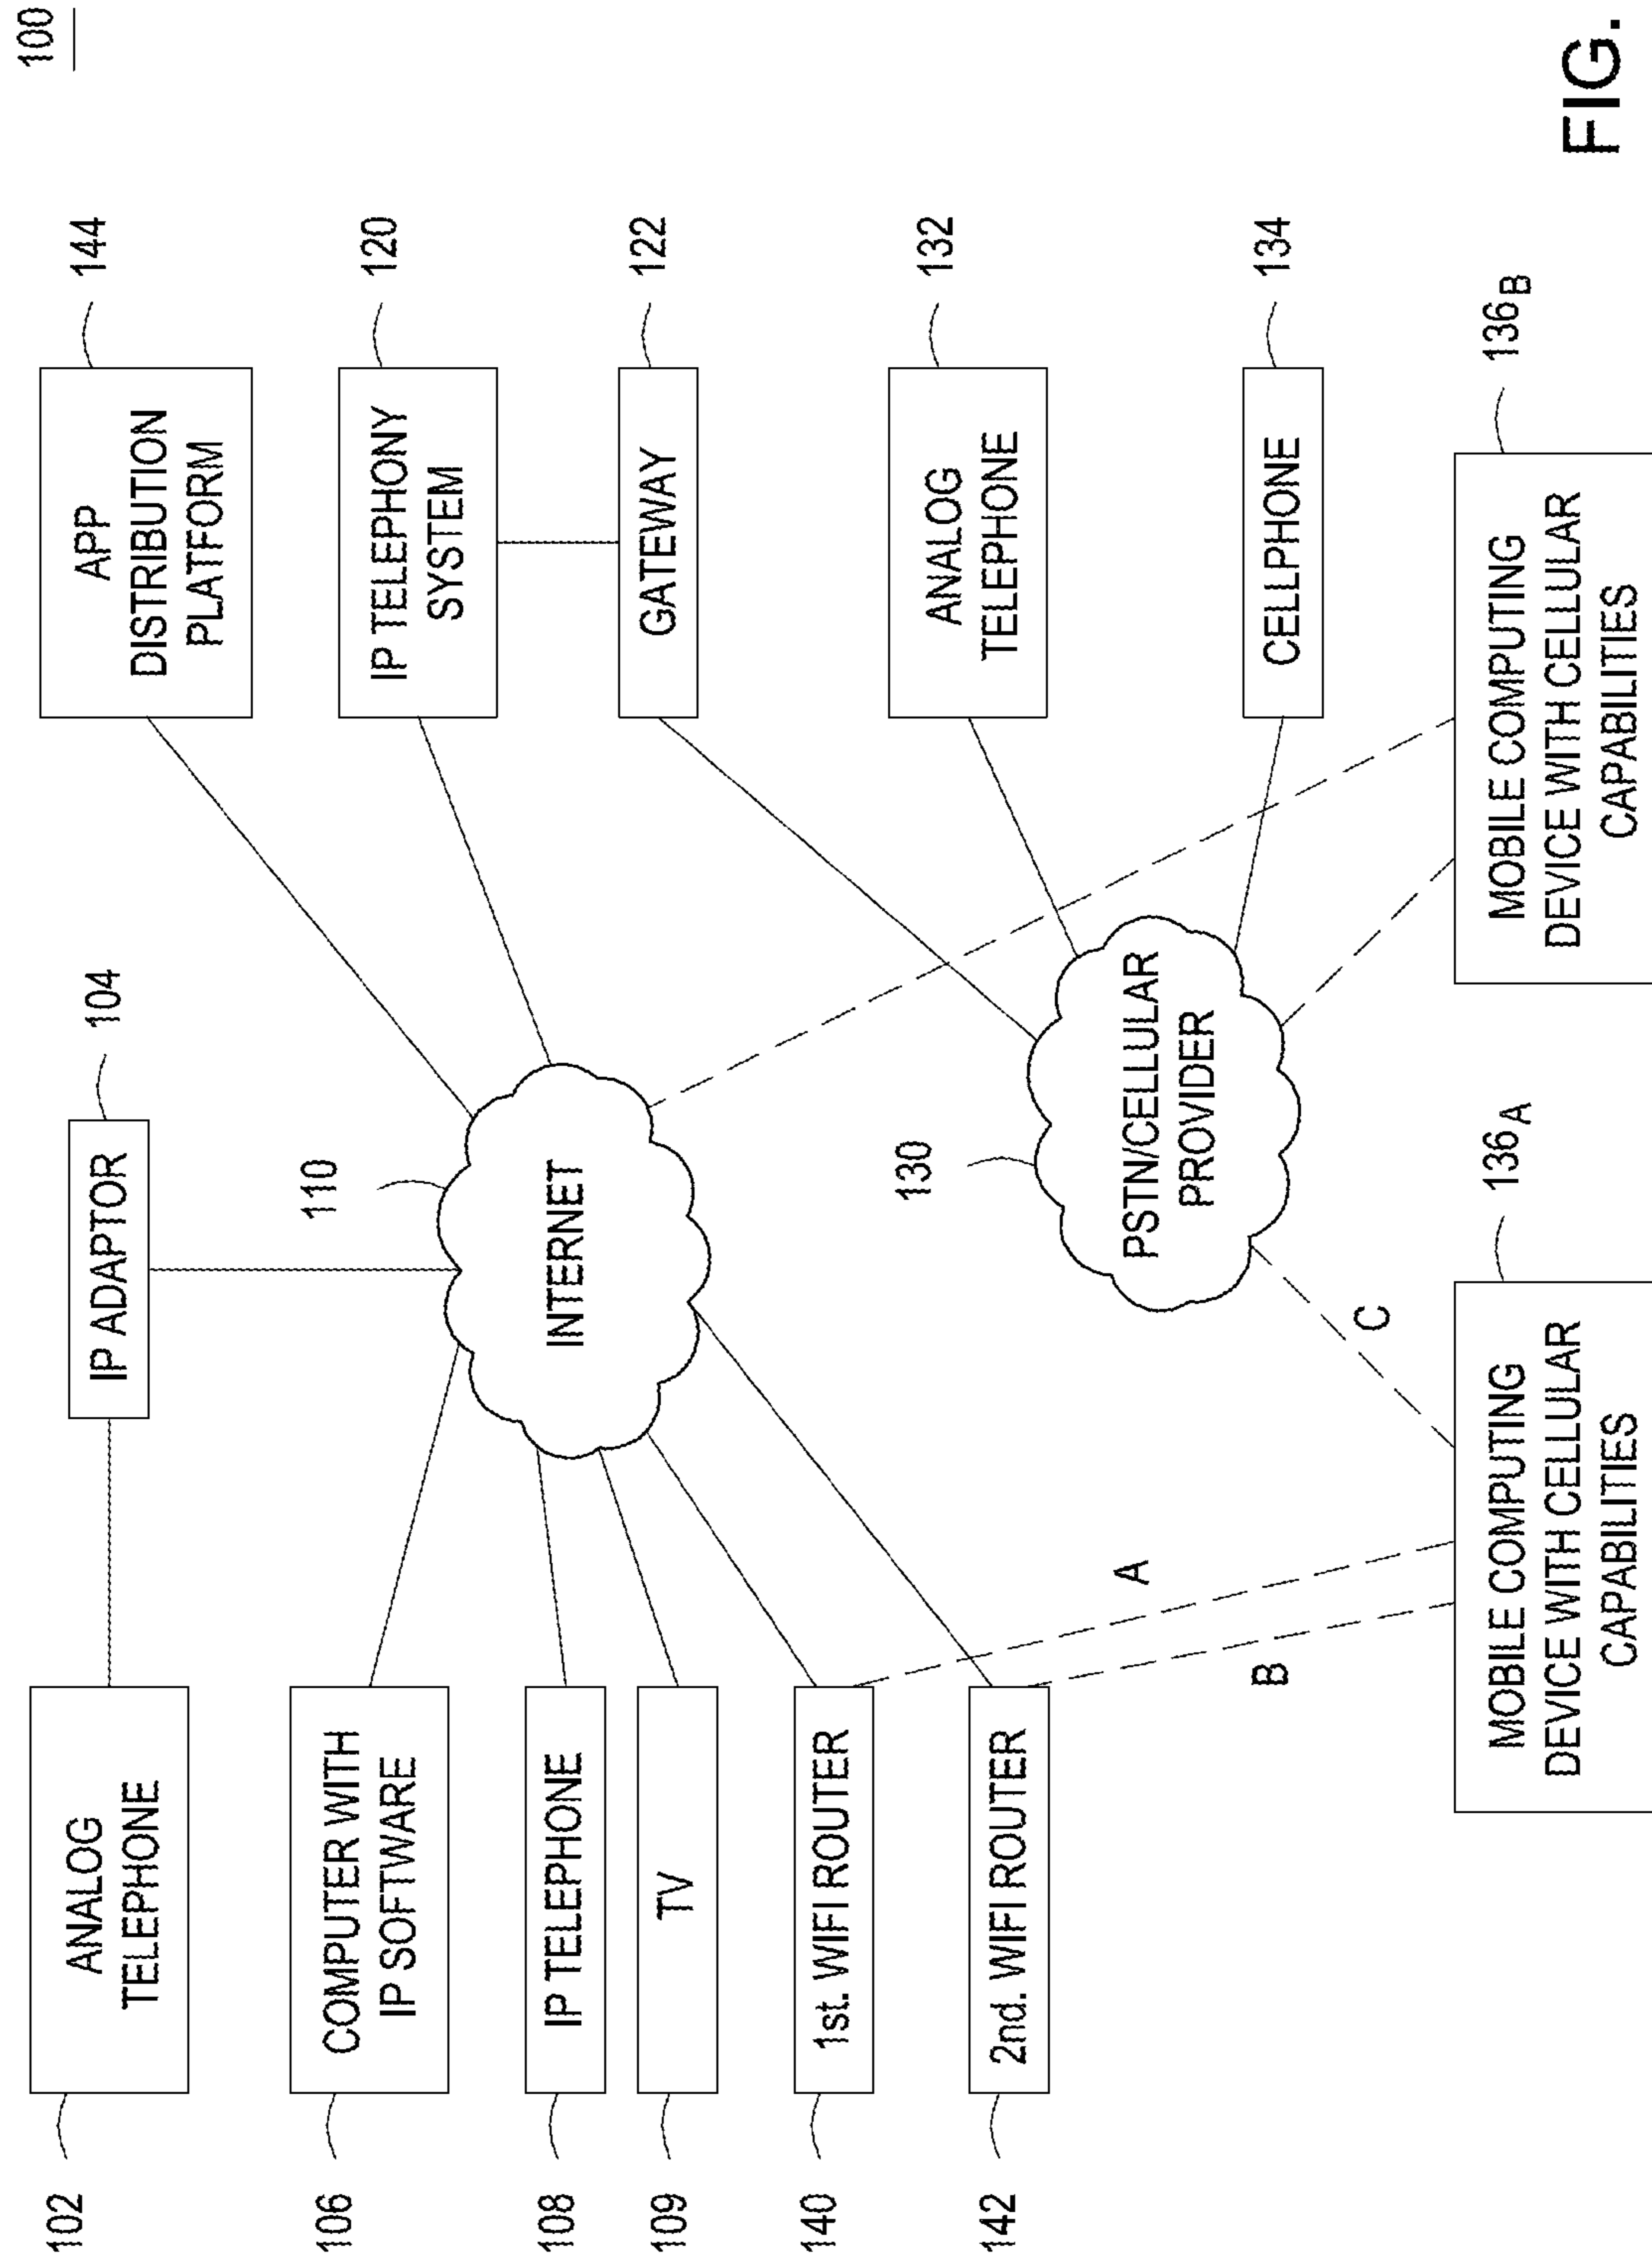 100
102
ANALOG
TELEPHONE
IP ADAPTOR
104
APP
DISTRIBUTION
PLATFORM
144
106
COMPUTER WITH
IP SOFTWARE
110
IP TELEPHONY
SYSTEM
120
108
IP TELEPHONE
INTERNET
GATEWAY
122
109
TV
140
1st. WIFI ROUTER
130
ANALOG
TELEPHONE
132
142
2nd. WIFI ROUTER
PSTN/CELLULAR
PROVIDER
A
B
C
CELLPHONE
134
MOBILE COMPUTING
DEVICE WITH CELLULAR
CAPABILITIES
136A
MOBILE COMPUTING
DEVICE WITH CELLULAR
CAPABILITIES
136B
FIG.